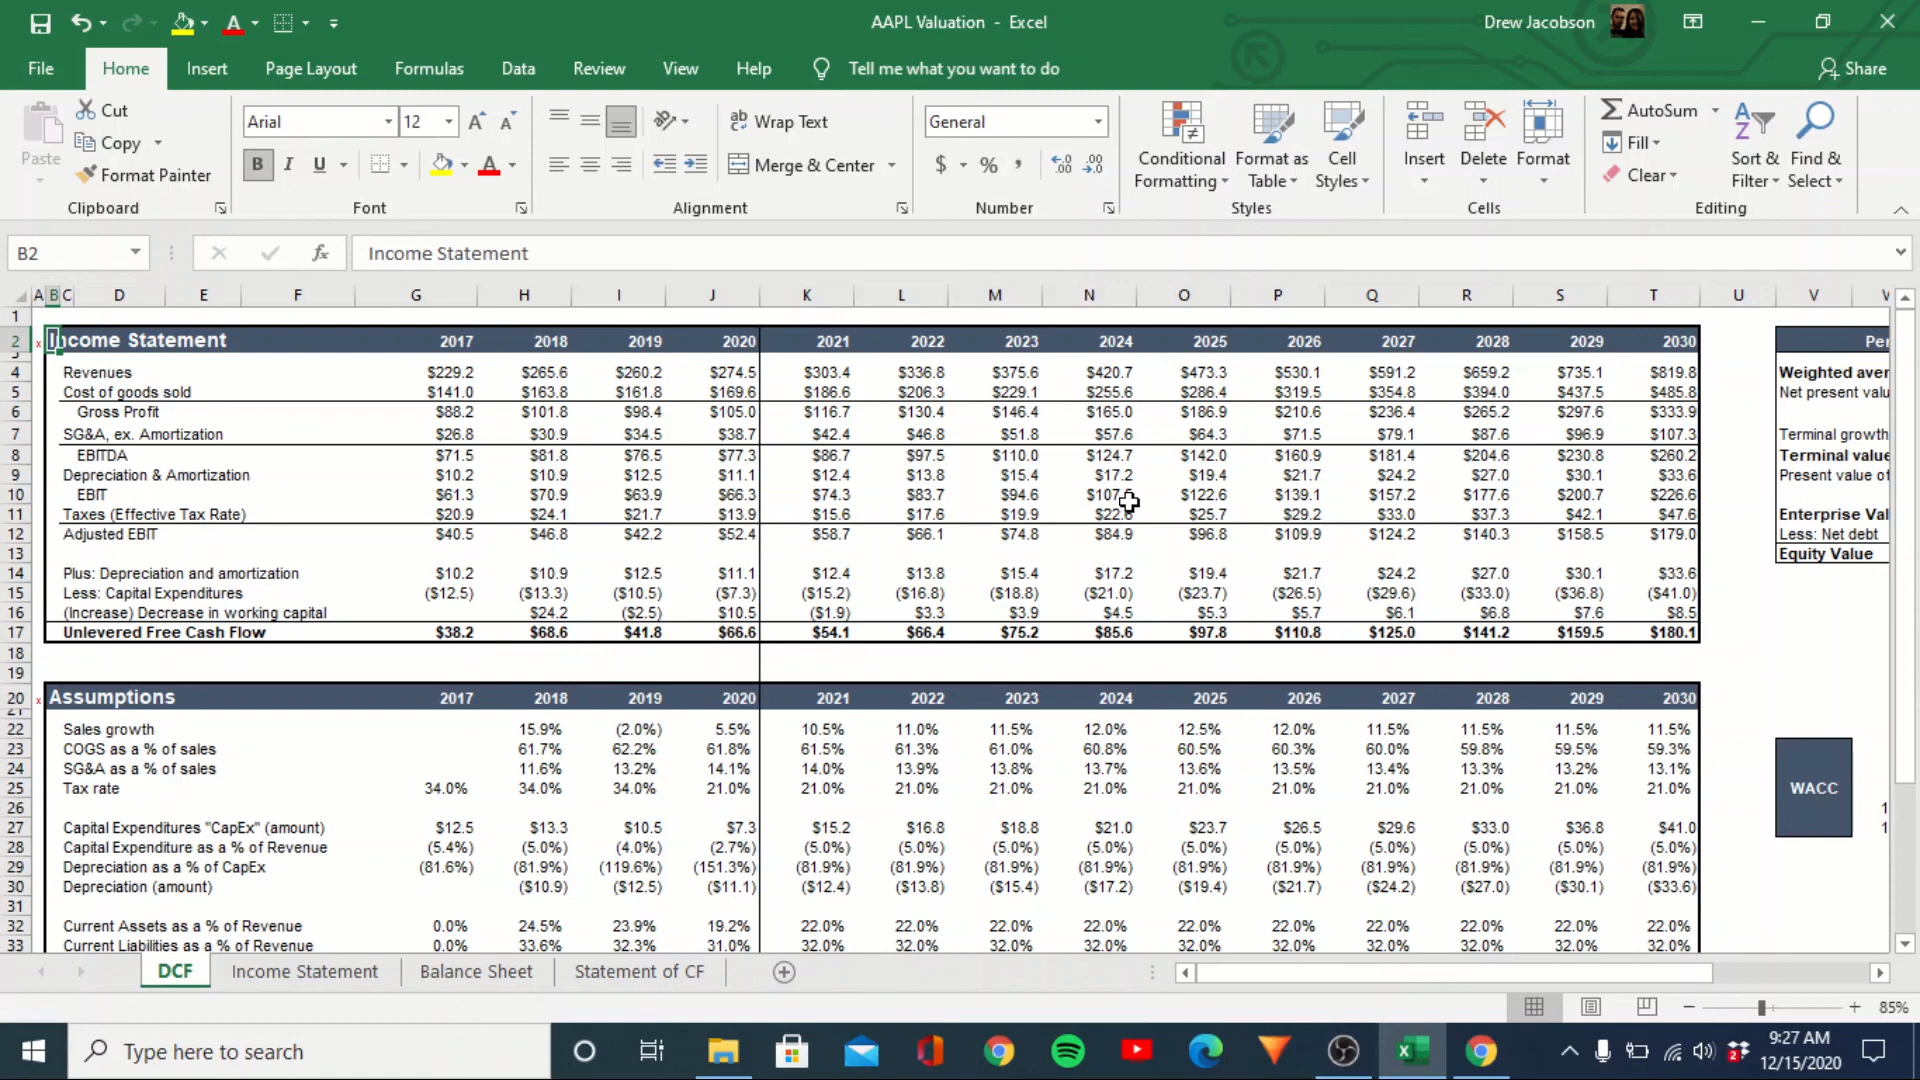 AAPL Valuation - Excel
Drew Jacobson
File Home Insert Page Layout Formulas Data Review View Help Tell me what you want to do Share
Paste Cut Copy Format Painter
Arial 12 Wrap Text General
B I U Merge & Center $ % ,
Conditional Formatting Format as Table Cell Styles Insert Delete Format
AutoSum Fill Clear Sort & Filter Find & Select
Clipboard Font Alignment Number Styles Cells Editing
B2 fx Income Statement
A B C D E F G H I J K L M N O P Q R S T U V
1
2 x Income Statement 2017 2018 2019 2020 2021 2022 2023 2024 2025 2026 2027 2028 2029 2030 Per
4 Revenues $229.2 $265.6 $260.2 $274.5 $303.4 $336.8 $375.6 $420.7 $473.3 $530.1 $591.2 $659.2 $735.1 $819.8 Weighted aver
5 Cost of goods sold $141.0 $163.8 $161.8 $169.6 $186.6 $206.3 $229.1 $255.6 $286.4 $319.5 $354.8 $394.0 $437.5 $485.8 Net present valu
6 Gross Profit $88.2 $101.8 $98.4 $105.0 $116.7 $130.4 $146.4 $165.0 $186.9 $210.6 $236.4 $265.2 $297.6 $333.9
7 SG&A, ex. Amortization $26.8 $30.9 $34.5 $38.7 $42.4 $46.8 $51.8 $57.6 $64.3 $71.5 $79.1 $87.6 $96.9 $107.3 Terminal growth
8 EBITDA $71.5 $81.8 $76.5 $77.3 $86.7 $97.5 $110.0 $124.7 $142.0 $160.9 $181.4 $204.6 $230.8 $260.2 Terminal value
9 Depreciation & Amortization $10.2 $10.9 $12.5 $11.1 $12.4 $13.8 $15.4 $17.2 $19.4 $21.7 $24.2 $27.0 $30.1 $33.6 Present value of
10 EBIT $61.3 $70.9 $63.9 $66.3 $74.3 $83.7 $94.6 $107. $122.6 $139.1 $157.2 $177.6 $200.7 $226.6
11 Taxes (Effective Tax Rate) $20.9 $24.1 $21.7 $13.9 $15.6 $17.6 $19.9 $22.6 $25.7 $29.2 $33.0 $37.3 $42.1 $47.6 Enterprise Val
12 Adjusted EBIT $40.5 $46.8 $42.2 $52.4 $58.7 $66.1 $74.8 $84.9 $96.8 $109.9 $124.2 $140.3 $158.5 $179.0 Less: Net debt
13 Equity Value
14 Plus: Depreciation and amortization $10.2 $10.9 $12.5 $11.1 $12.4 $13.8 $15.4 $17.2 $19.4 $21.7 $24.2 $27.0 $30.1 $33.6
15 Less: Capital Expenditures ($12.5) ($13.3) ($10.5) ($7.3) ($15.2) ($16.8) ($18.8) ($21.0) ($23.7) ($26.5) ($29.6) ($33.0) ($36.8) ($41.0)
16 (Increase) Decrease in working capital $24.2 ($2.5) $10.5 ($1.9) $3.3 $3.9 $4.5 $5.3 $5.7 $6.1 $6.8 $7.6 $8.5
17 Unlevered Free Cash Flow $38.2 $68.6 $41.8 $66.6 $54.1 $66.4 $75.2 $85.6 $97.8 $110.8 $125.0 $141.2 $159.5 $180.1
18
19
20 x Assumptions 2017 2018 2019 2020 2021 2022 2023 2024 2025 2026 2027 2028 2029 2030
22 Sales growth 15.9% (2.0%) 5.5% 10.5% 11.0% 11.5% 12.0% 12.5% 12.0% 11.5% 11.5% 11.5% 11.5%
23 COGS as a % of sales 61.7% 62.2% 61.8% 61.5% 61.3% 61.0% 60.8% 60.5% 60.3% 60.0% 59.8% 59.5% 59.3%
24 SG&A as a % of sales 11.6% 13.2% 14.1% 14.0% 13.9% 13.8% 13.7% 13.6% 13.5% 13.4% 13.3% 13.2% 13.1%
25 Tax rate 34.0% 34.0% 34.0% 21.0% 21.0% 21.0% 21.0% 21.0% 21.0% 21.0% 21.0% 21.0% 21.0% 21.0% WACC
26 1
27 Capital Expenditures "CapEx" (amount) $12.5 $13.3 $10.5 $7.3 $15.2 $16.8 $18.8 $21.0 $23.7 $26.5 $29.6 $33.0 $36.8 $41.0 1
28 Capital Expenditure as a % of Revenue (5.4%) (5.0%) (4.0%) (2.7%) (5.0%) (5.0%) (5.0%) (5.0%) (5.0%) (5.0%) (5.0%) (5.0%) (5.0%) (5.0%)
29 Depreciation as a % of CapEx (81.6%) (81.9%) (119.6%) (151.3%) (81.9%) (81.9%) (81.9%) (81.9%) (81.9%) (81.9%) (81.9%) (81.9%) (81.9%) (81.9%)
30 Depreciation (amount) ($10.9) ($12.5) ($11.1) ($12.4) ($13.8) ($15.4) ($17.2) ($19.4) ($21.7) ($24.2) ($27.0) ($30.1) ($33.6)
31
32 Current Assets as a % of Revenue 0.0% 24.5% 23.9% 19.2% 22.0% 22.0% 22.0% 22.0% 22.0% 22.0% 22.0% 22.0% 22.0% 22.0%
33 Current Liabilities as a % of Revenue 0.0% 33.6% 32.3% 31.0% 32.0% 32.0% 32.0% 32.0% 32.0% 32.0% 32.0% 32.0% 32.0% 32.0%
DCF Income Statement Balance Sheet Statement of CF
85%
Type here to search
9:27 AM
12/15/2020